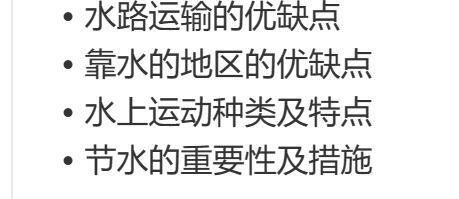 • 水路运输的优缺点
• 靠水的地区的优缺点
• 水上运动种类及特点
• 节水的重要性及措施